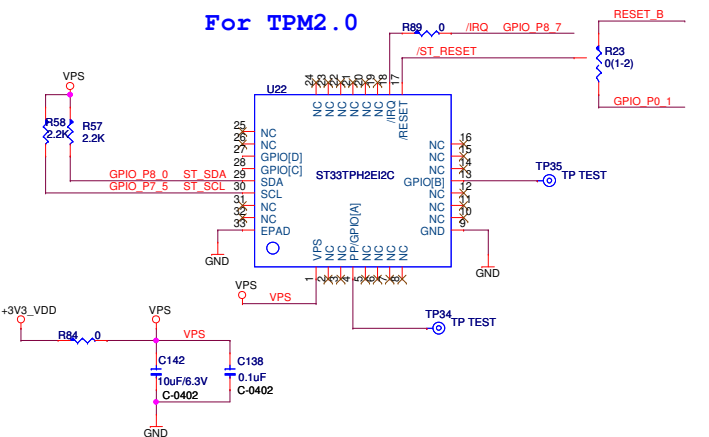 For TPM2.0
RESET_B
R89 0 /IRQ GPIO_P8_7
/ST_RESET
R23
0(1-2)
GPIO_P0_1
VPS
R58
2.2K
R57
2.2K
U22
24
23
22
21
20
19
18
17
NC
NC
NC
NC
NC
NC
/IRQ
/RESET
25 NC
26 NC
27 GPIO[D]
28 GPIO[C]
GPIO_P8_0 ST_SDA 29 SDA
GPIO_P7_5 ST_SCL 30 SCL
31 NC
32 NC
33 EPAD
ST33TPH2EI2C
NC 16
NC 15
NC 14
GPIO[B] 13
NC 12
NC 11
NC 10
GND 9
TP35
TP TEST
GND
GND
VPS
NC
NC
PP/GPIO[A]
NC
NC
NC
NC
1
2
3
4
5
6
7
8
VPS
VPS
TP34
TP TEST
+3V3_VDD
R84 0
VPS
VPS
C142
10uF/6.3V
C-0402
C138
0.1uF
C-0402
GND